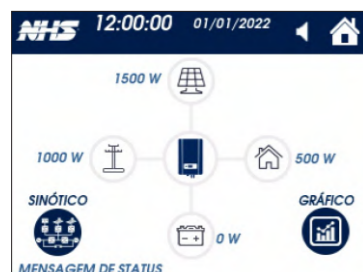 NHS 12:00:00 01/01/2022
1500 W
1000 W
500 W
SINÓTICO
GRÁFICO
0 W
MENSAGEM DE STATUS